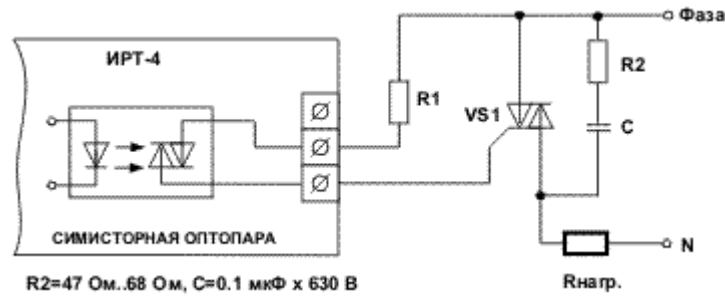 Фаза
ИРТ-4
R1
VS1
R2
C
N
СИМИСТОРНАЯ ОПТОПАРА
R2=47 Ом..68 Ом, С=0.1 мкФ х 630 В
Rнагр.